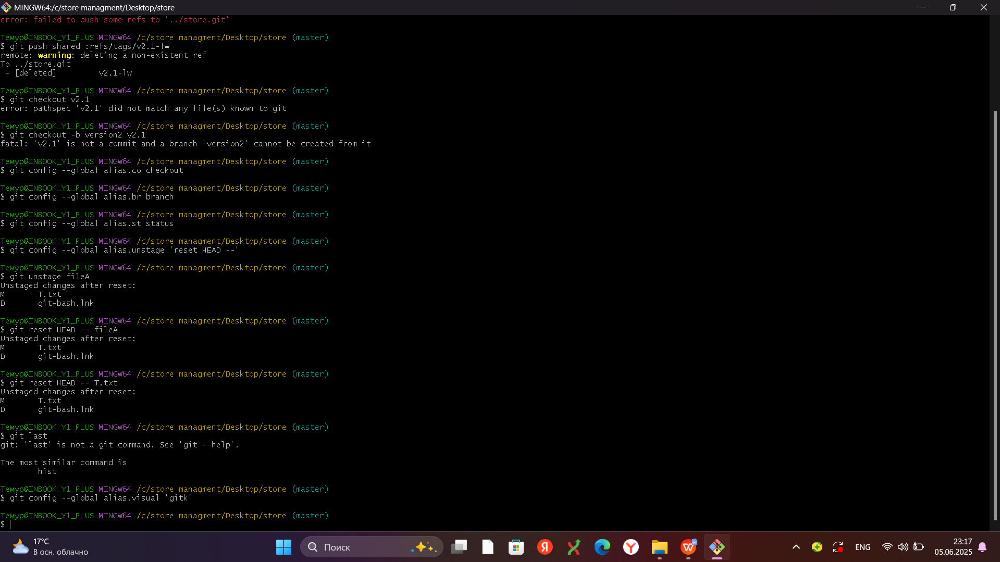 MINGW64:/c/store managment/Desktop/store
error: failed to push some refs to '../store.git'
Темур@INBOOK_Y1_PLUS MINGW64 /c/store managment/Desktop/store (master)
$ git push shared :refs/tags/v2.1-lw
remote: warning: deleting a non-existent ref
To ../store.git
 - [deleted]         v2.1-lw
Темур@INBOOK_Y1_PLUS MINGW64 /c/store managment/Desktop/store (master)
$ git checkout v2.1
error: pathspec 'v2.1' did not match any file(s) known to git
Темур@INBOOK_Y1_PLUS MINGW64 /c/store managment/Desktop/store (master)
$ git checkout -b version2 v2.1
fatal: 'v2.1' is not a commit and a branch 'version2' cannot be created from it
Темур@INBOOK_Y1_PLUS MINGW64 /c/store managment/Desktop/store (master)
$ git config --global alias.co checkout
Темур@INBOOK_Y1_PLUS MINGW64 /c/store managment/Desktop/store (master)
$ git config --global alias.br branch
Темур@INBOOK_Y1_PLUS MINGW64 /c/store managment/Desktop/store (master)
$ git config --global alias.st status
Темур@INBOOK_Y1_PLUS MINGW64 /c/store managment/Desktop/store (master)
$ git config --global alias.unstage 'reset HEAD --'
Темур@INBOOK_Y1_PLUS MINGW64 /c/store managment/Desktop/store (master)
$ git unstage fileA
Unstaged changes after reset:
M       T.txt
D       git-bash.lnk
Темур@INBOOK_Y1_PLUS MINGW64 /c/store managment/Desktop/store (master)
$ git reset HEAD -- fileA
Unstaged changes after reset:
M       T.txt
D       git-bash.lnk
Темур@INBOOK_Y1_PLUS MINGW64 /c/store managment/Desktop/store (master)
$ git reset HEAD -- T.txt
Unstaged changes after reset:
M       T.txt
D       git-bash.lnk
Темур@INBOOK_Y1_PLUS MINGW64 /c/store managment/Desktop/store (master)
$ git last
git: 'last' is not a git command. See 'git --help'.
The most similar command is
        hist
Темур@INBOOK_Y1_PLUS MINGW64 /c/store managment/Desktop/store (master)
$ git config --global alias.visual 'gitk'
Темур@INBOOK_Y1_PLUS MINGW64 /c/store managment/Desktop/store (master)
$
17°C
В осн. облачно
Поиск
ENG
23:17
05.06.2025